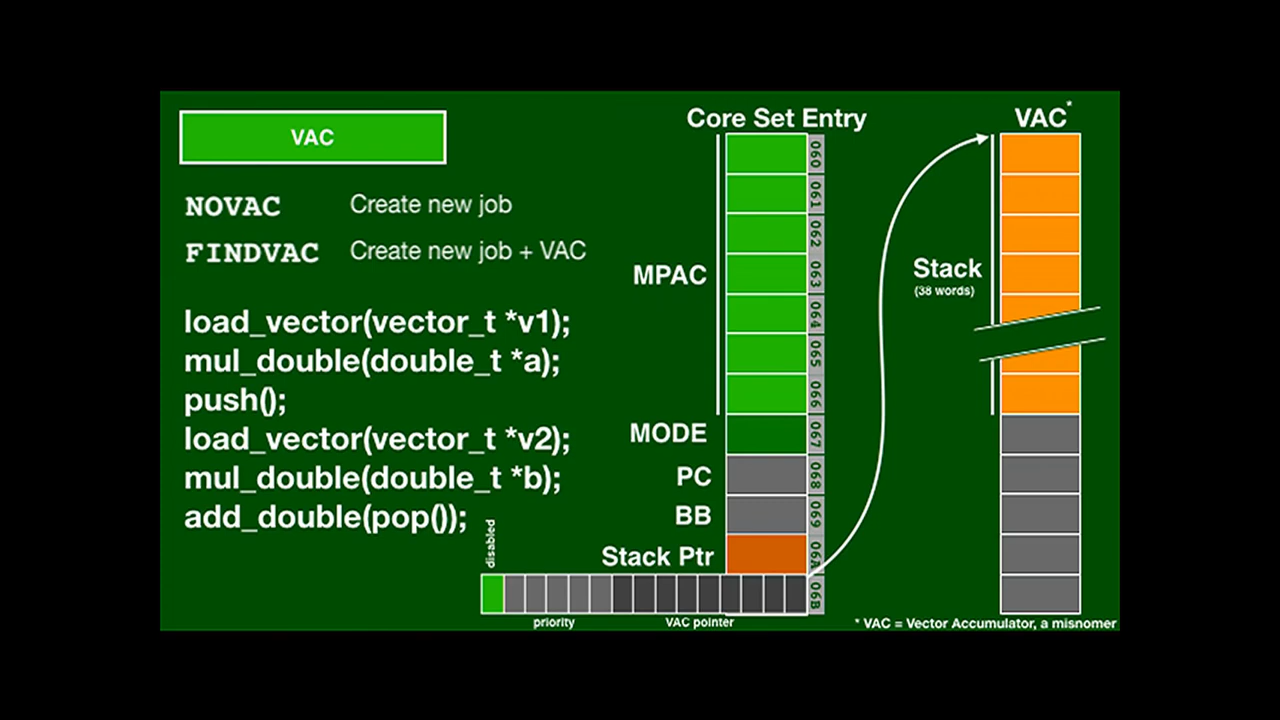 VAC
NOVAC Create new job
FINDVAC Create new job + VAC
load_vector(vector_t *v1);
mul_double(double_t *a);
push();
load_vector(vector_t *v2);
mul_double(double_t *b);
add_double(pop());
Core Set Entry
MPAC
MODE
PC
BB
Stack Ptr
060
061
062
063
064
065
066
067
068
069
06A
06B
disabled
priority
VAC pointer
VAC*
Stack
(38 words)
* VAC = Vector Accumulator, a misnomer